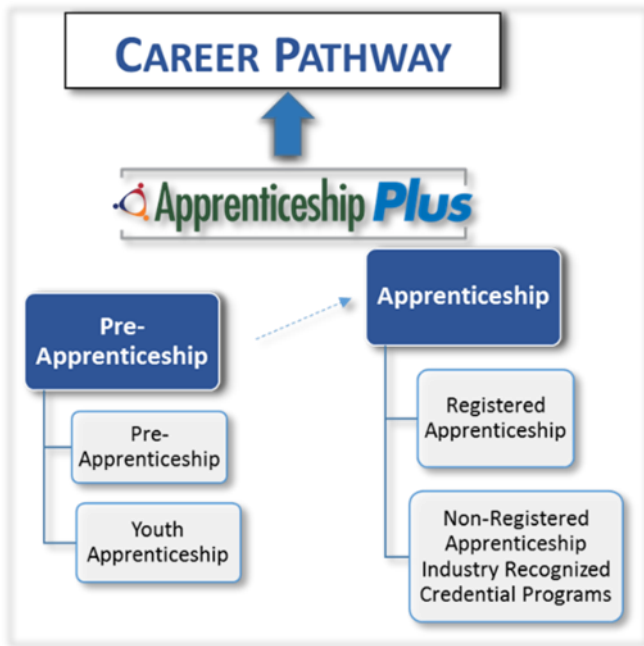 CAREER PATHWAY
Apprenticeship Plus
Pre-
Apprenticeship
Pre-
Apprenticeship
Youth
Apprenticeship
Apprenticeship
Registered
Apprenticeship
Non-Registered
Apprenticeship
Industry Recognized
Credential Programs